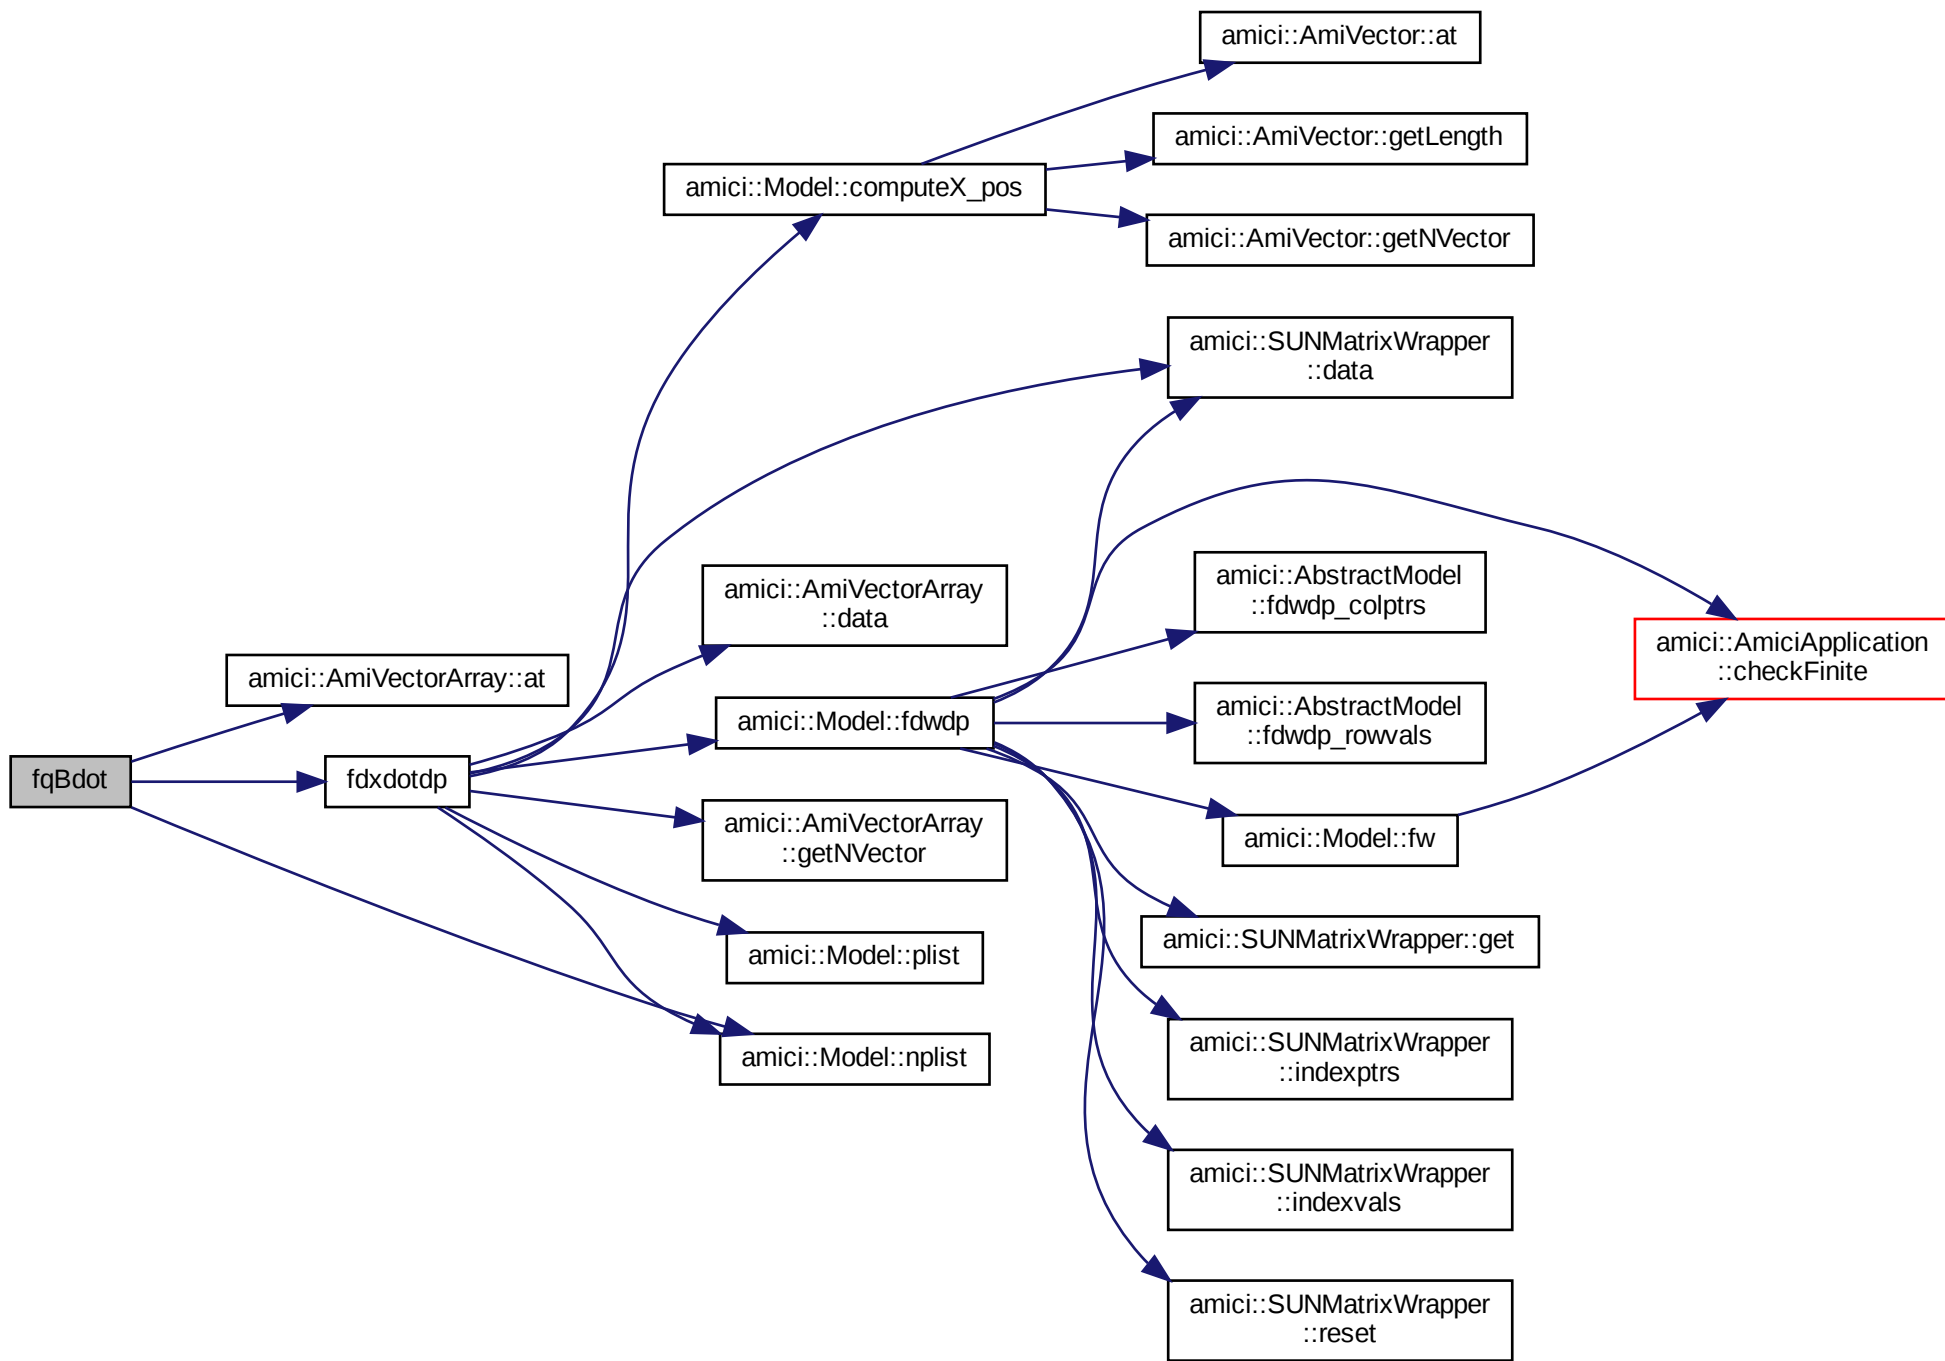 amici::AmiVector::at
amici::AmiVector::getLength
amici::Model::computeX_pos
amici::AmiVector::getNVector
amici::SUNMatrixWrapper
::data
amici::AmiVectorArray
::data
amici::AbstractModel
::fdwdp_colptrs
amici::AmiciApplication
::checkFinite
amici::AmiVectorArray::at
amici::Model::fdwdp
amici::AbstractModel
::fdwdp_rowvals
fqBdot
fdxdotdp
amici::AmiVectorArray
::getNVector
amici::Model::fw
amici::Model::plist
amici::SUNMatrixWrapper::get
amici::Model::nplist
amici::SUNMatrixWrapper
::indexptrs
amici::SUNMatrixWrapper
::indexvals
amici::SUNMatrixWrapper
::reset